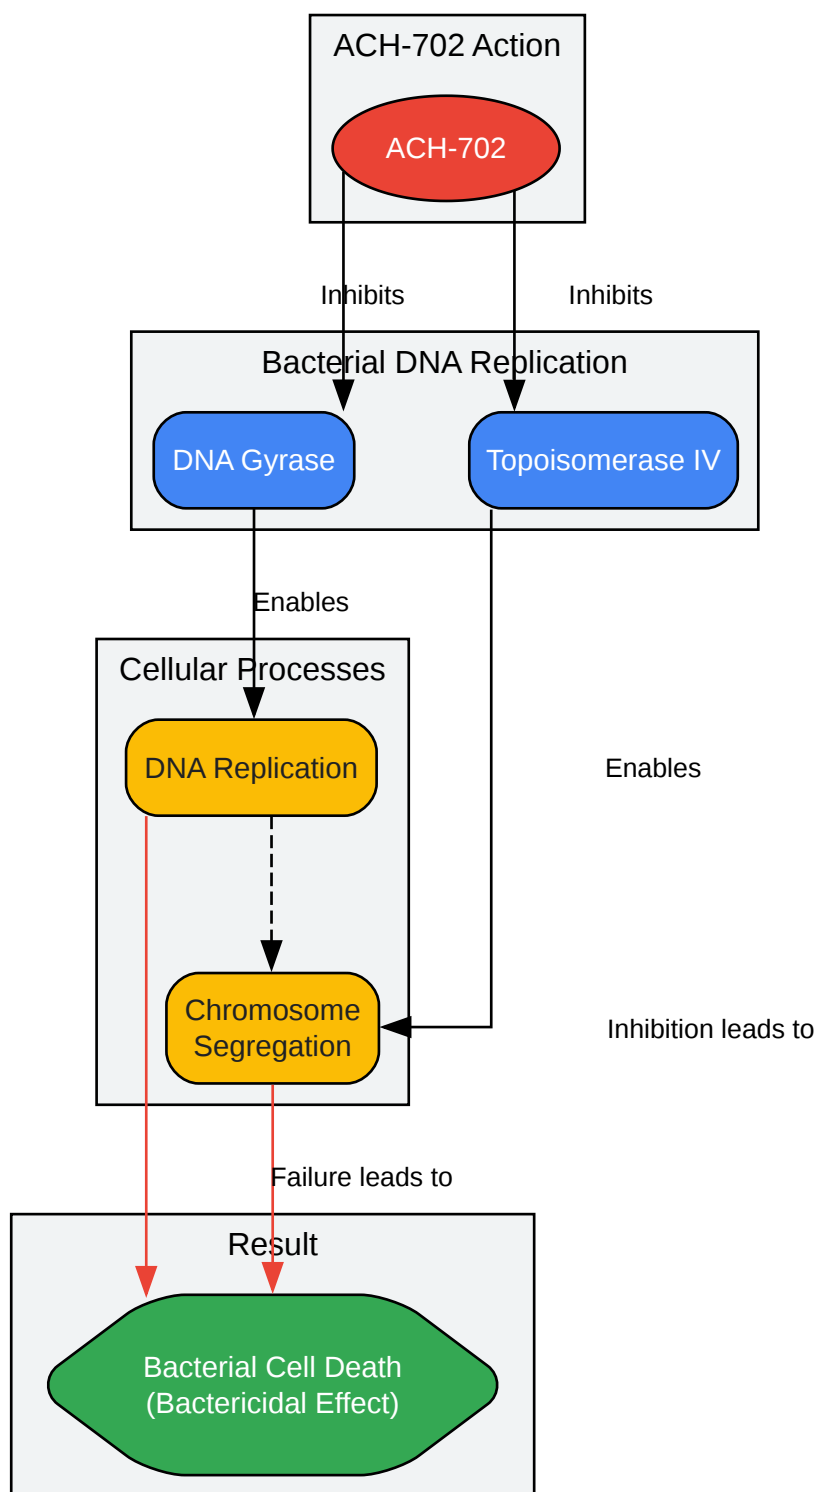 ACH-702 Action
ACH-702
Inhibits
Inhibits
Bacterial DNA Replication
DNA Gyrase
Topoisomerase IV
Enables
Cellular Processes
DNA Replication
Enables
Chromosome
Segregation
Inhibition leads to
Failure leads to
Result
Bacterial Cell Death
(Bactericidal Effect)